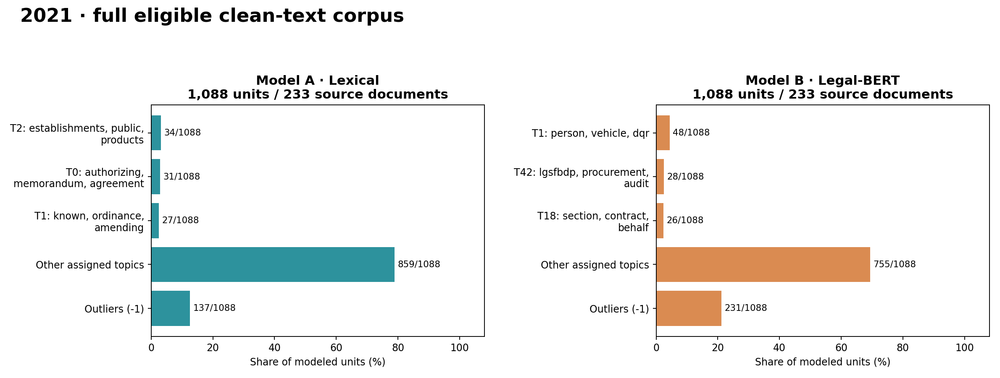 2021 · full eligible clean-text corpus
Model A · Lexical
1,088 units / 233 source documents
T2: establishments, public,
products
34/1088
T0: authorizing,
memorandum, agreement
31/1088
T1: known, ordinance,
amending
27/1088
Other assigned topics
859/1088
Outliers (-1)
137/1088
0 20 40 60 80 100
Share of modeled units (%)
Model B · Legal-BERT
1,088 units / 233 source documents
T1: person, vehicle, dqr
48/1088
T42: lgsfbdp, procurement,
audit
28/1088
T18: section, contract,
behalf
26/1088
Other assigned topics
755/1088
Outliers (-1)
231/1088
0 20 40 60 80 100
Share of modeled units (%)